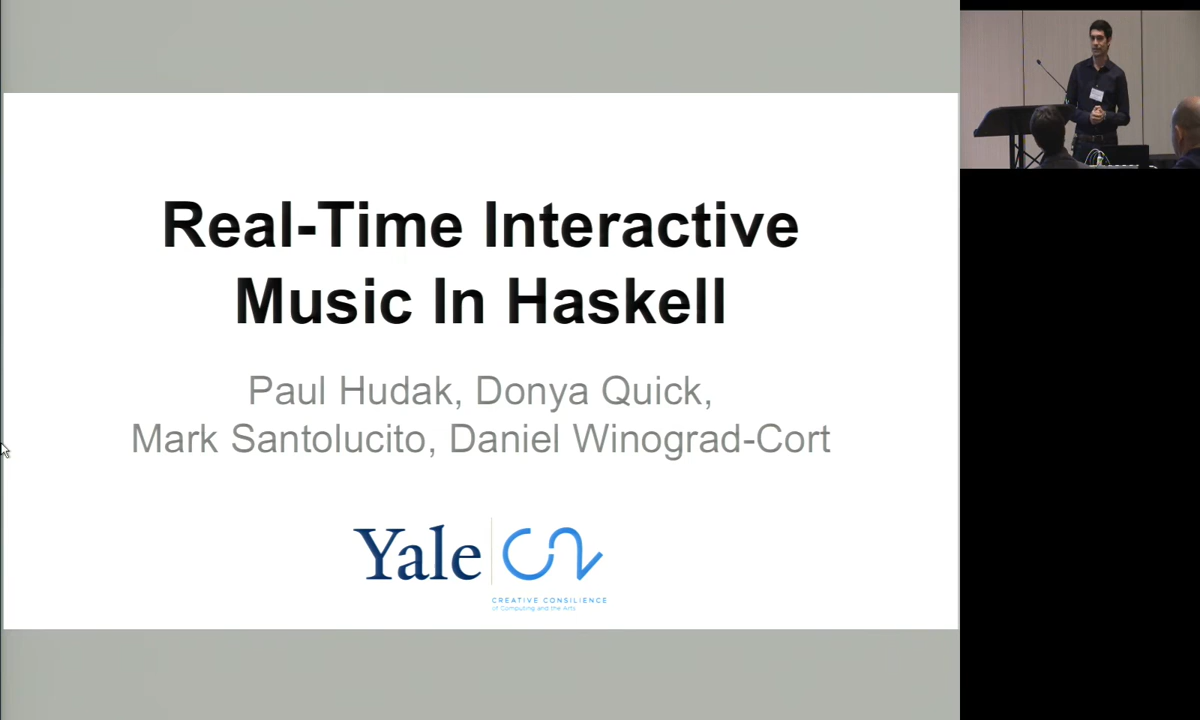 Real-Time Interactive
Music In Haskell
Paul Hudak, Donya Quick,
Mark Santolucito, Daniel Winograd-Cort
Yale
CREATIVE CONSILIENCE
of Computing and the Arts